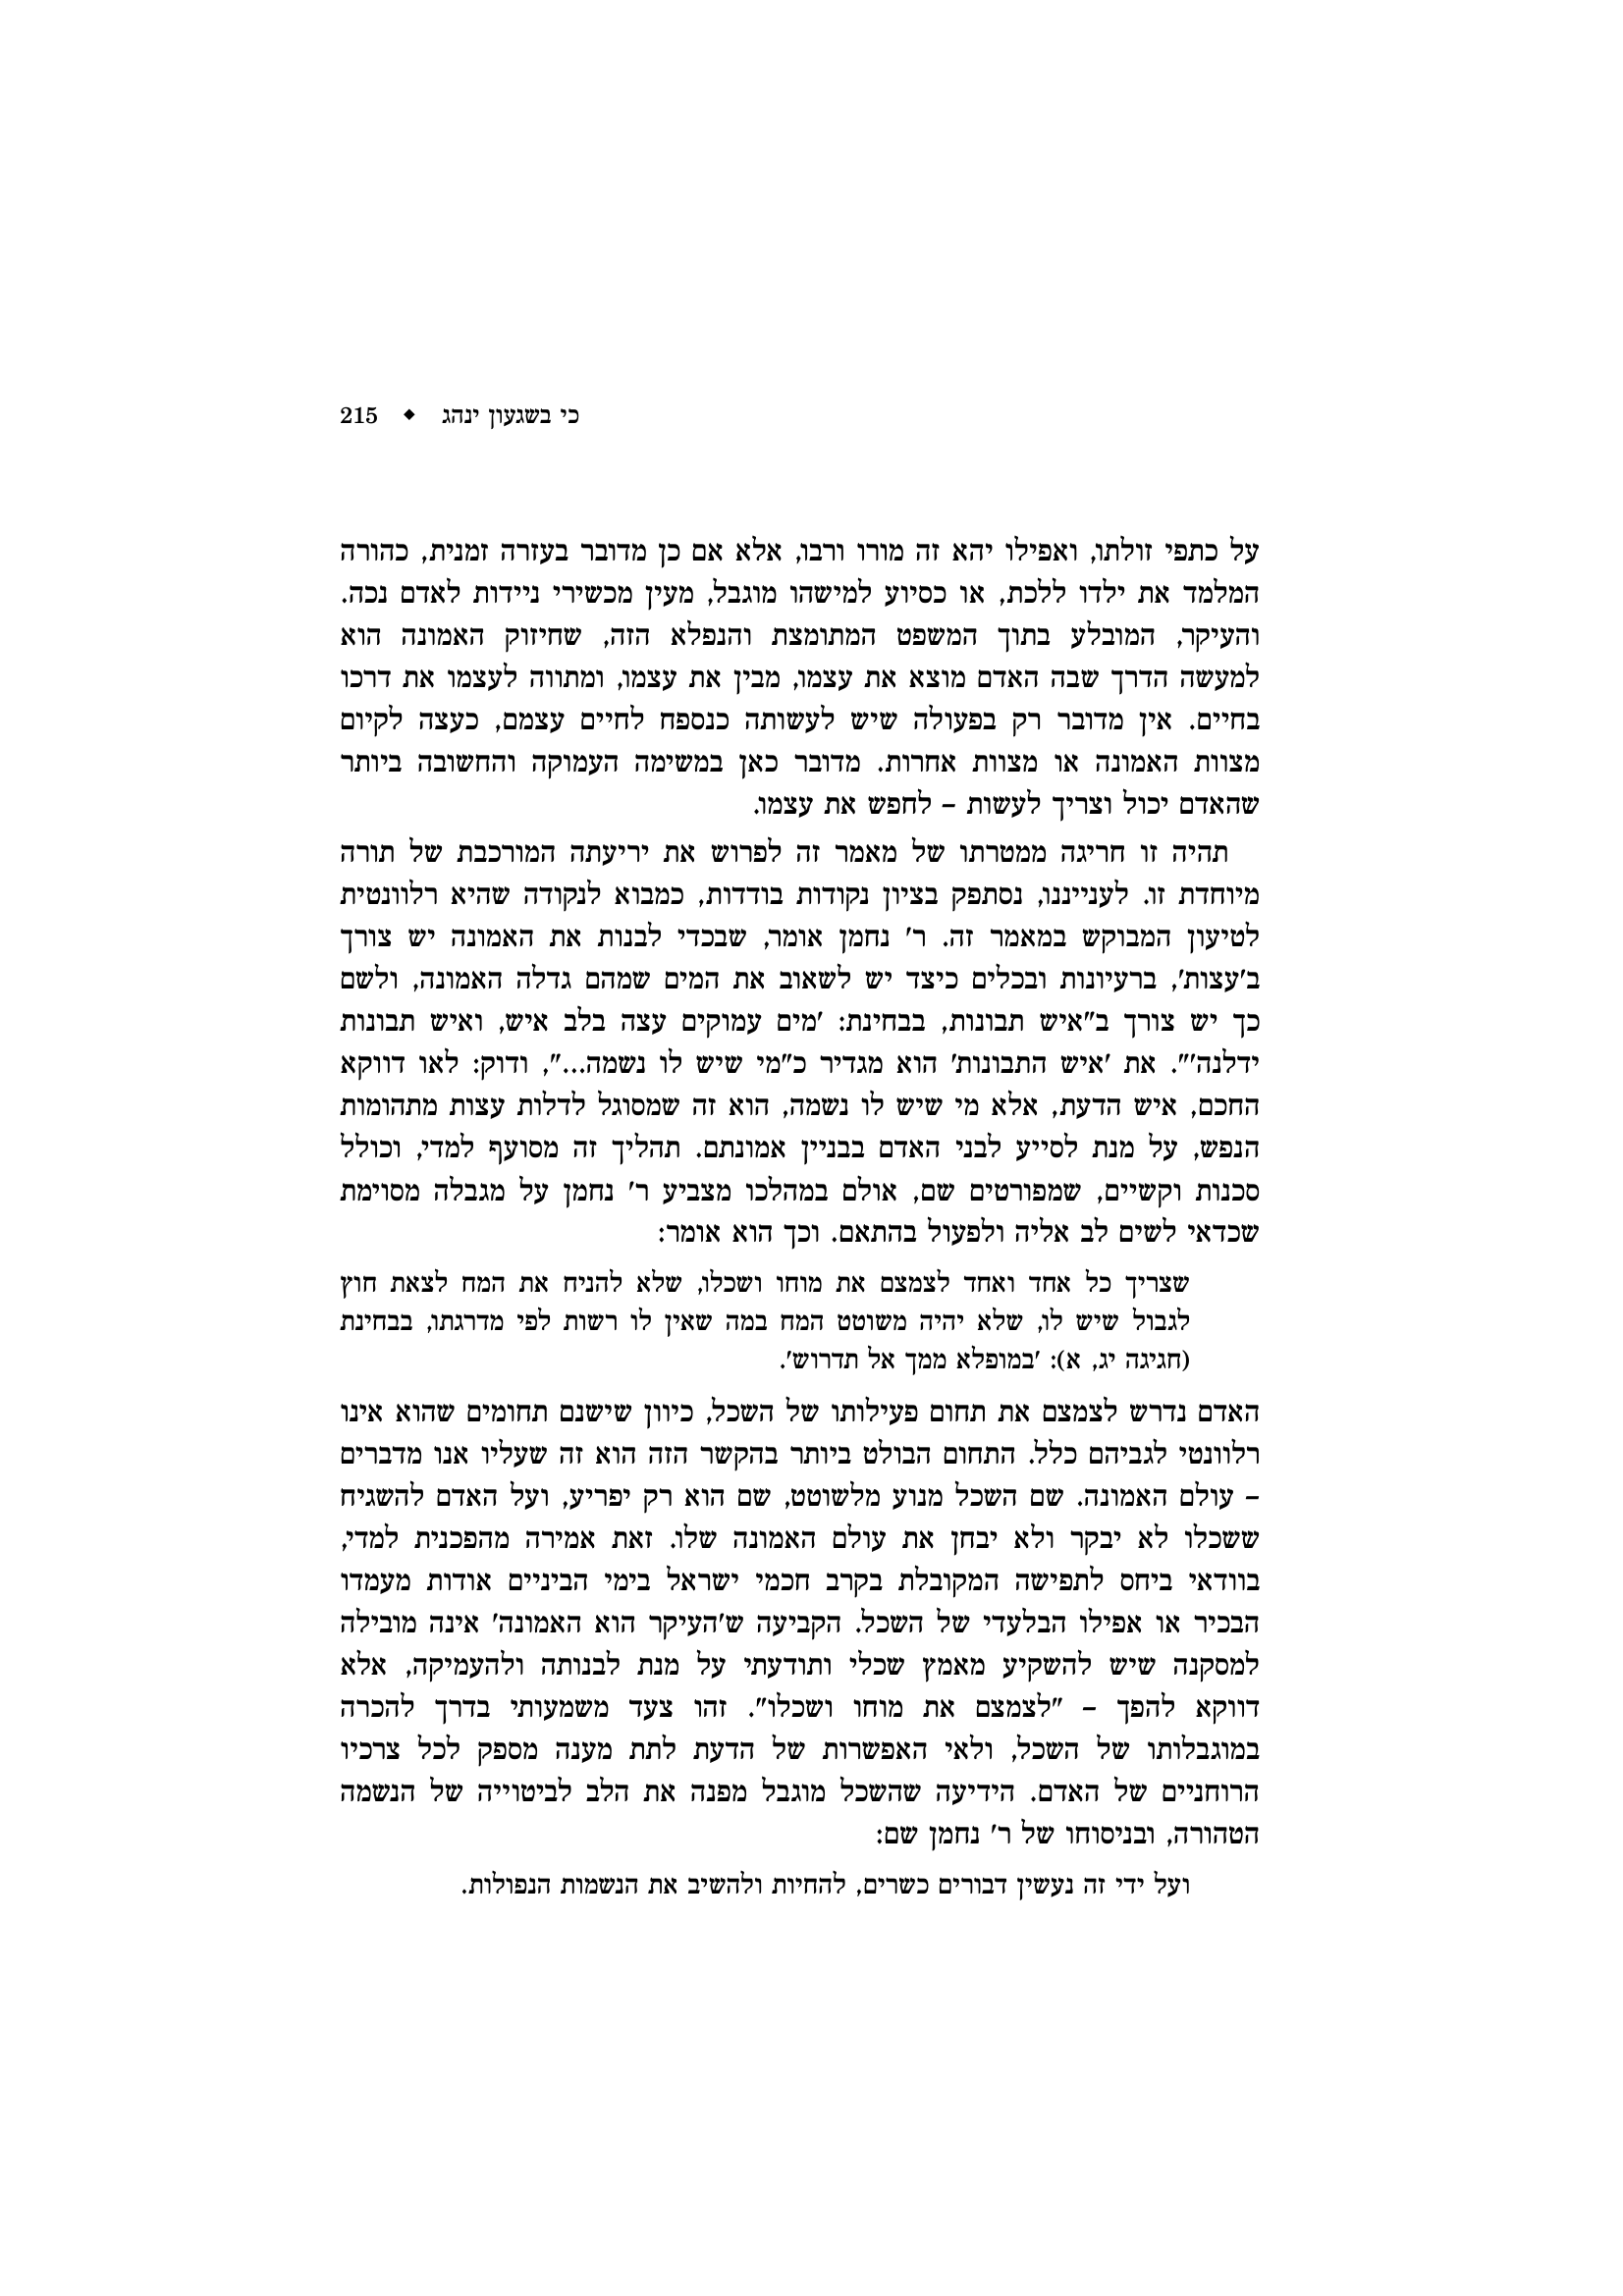 כי בשגעון ינהג ◆ 215
על כתפי זולתו, ואפילו יהא זה מורו ורבו, אלא אם כן מדובר בעזרה זמנית, כהורה
המלמד את ילדו ללכת, או כסיוע למישהו מוגבל, מעין מכשירי ניידות לאדם נכה.
והעיקר, המובלע בתוך המשפט המתומצת והנפלא הזה, שחיזוק האמונה הוא
למעשה הדרך שבה האדם מוצא את עצמו, מבין את עצמו, ומתווה לעצמו את דרכו
בחיים. אין מדובר רק בפעולה שיש לעשותה כנספח לחיים עצמם, כעצה לקיום
מצוות האמונה או מצוות אחרות. מדובר כאן במשימה העמוקה והחשובה ביותר
שהאדם יכול וצריך לעשות – לחפש את עצמו.
תהיה זו חריגה ממטרתו של מאמר זה לפרוש את יריעתה המורכבת של תורה
מיוחדת זו. לענייננו, נסתפק בציון נקודות בודדות, כמבוא לנקודה שהיא רלוונטית
לטיעון המבוקש במאמר זה. ר' נחמן אומר, שבכדי לבנות את האמונה יש צורך
ב'עצות', ברעיונות ובכלים כיצד יש לשאוב את המים שמהם גדלה האמונה, ולשם
כך יש צורך ב"איש תבונות, בבחינת: 'מים עמוקים עצה בלב איש, ואיש תבונות
ידלנה'". את 'איש התבונות' הוא מגדיר כ"מי שיש לו נשמה...", ודוק: לאו דווקא
החכם, איש הדעת, אלא מי שיש לו נשמה, הוא זה שמסוגל לדלות עצות מתהומות
הנפש, על מנת לסייע לבני האדם בבניין אמונתם. תהליך זה מסועף למדי, וכולל
סכנות וקשיים, שמפורטים שם, אולם במהלכו מצביע ר' נחמן על מגבלה מסוימת
שכדאי לשים לב אליה ולפעול בהתאם. וכך הוא אומר:
שצריך כל אחד ואחד לצמצם את מוחו ושכלו, שלא להניח את המח לצאת חוץ
לגבול שיש לו, שלא יהיה משוטט המח במה שאין לו רשות לפי מדרגתו, בבחינת
(חגיגה יג, א): 'במופלא ממך אל תדרוש'.
האדם נדרש לצמצם את תחום פעילותו של השכל, כיוון שישנם תחומים שהוא אינו
רלוונטי לגביהם כלל. התחום הבולט ביותר בהקשר הזה הוא זה שעליו אנו מדברים
– עולם האמונה. שם השכל מנוע מלשוטט, שם הוא רק יפריע, ועל האדם להשגיח
ששכלו לא יבקר ולא יבחן את עולם האמונה שלו. זאת אמירה מהפכנית למדי,
בוודאי ביחס לתפישה המקובלת בקרב חכמי ישראל בימי הביניים אודות מעמדו
הבכיר או אפילו הבלעדי של השכל. הקביעה ש'העיקר הוא האמונה' אינה מובילה
למסקנה שיש להשקיע מאמץ שכלי ותודעתי על מנת לבנותה ולהעמיקה, אלא
דווקא להפך – "לצמצם את מוחו ושכלו". זהו צעד משמעותי בדרך להכרה
במוגבלותו של השכל, ולאי האפשרות של הדעת לתת מענה מספק לכל צרכיו
הרוחניים של האדם. הידיעה שהשכל מוגבל מפנה את הלב לביטוייה של הנשמה
הטהורה, ובניסוחו של ר' נחמן שם:
ועל ידי זה נעשין דבורים כשרים, להחיות ולהשיב את הנשמות הנפולות.